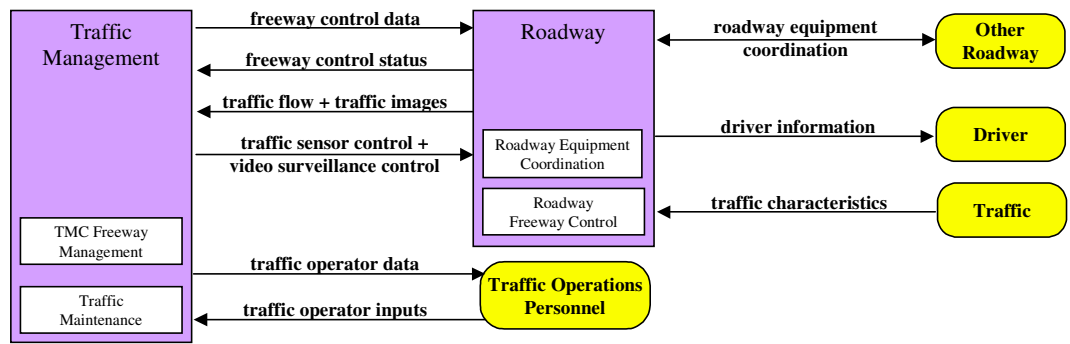 Traffic
Management
freeway control data
freeway control status
traffic flow + traffic images
traffic sensor control +
video surveillance control
TMC Freeway
Management
Traffic
Maintenance
traffic operator data
traffic operator inputs
Roadway
Roadway Equipment
Coordination
Roadway
Freeway Control
Traffic Operations
Personnel
roadway equipment
coordination
driver information
traffic characteristics
Other
Roadway
Driver
Traffic